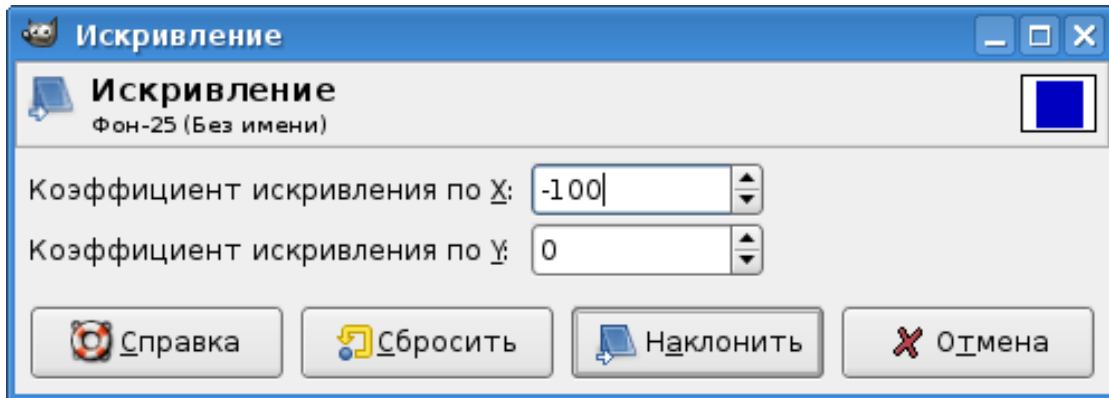 Искривление
Искривление
Фон-25 (Без имени)
Коэффициент искривления по X: -100
Коэффициент искривления по Y: 0
Справка Сбросить Наклонить Отмена